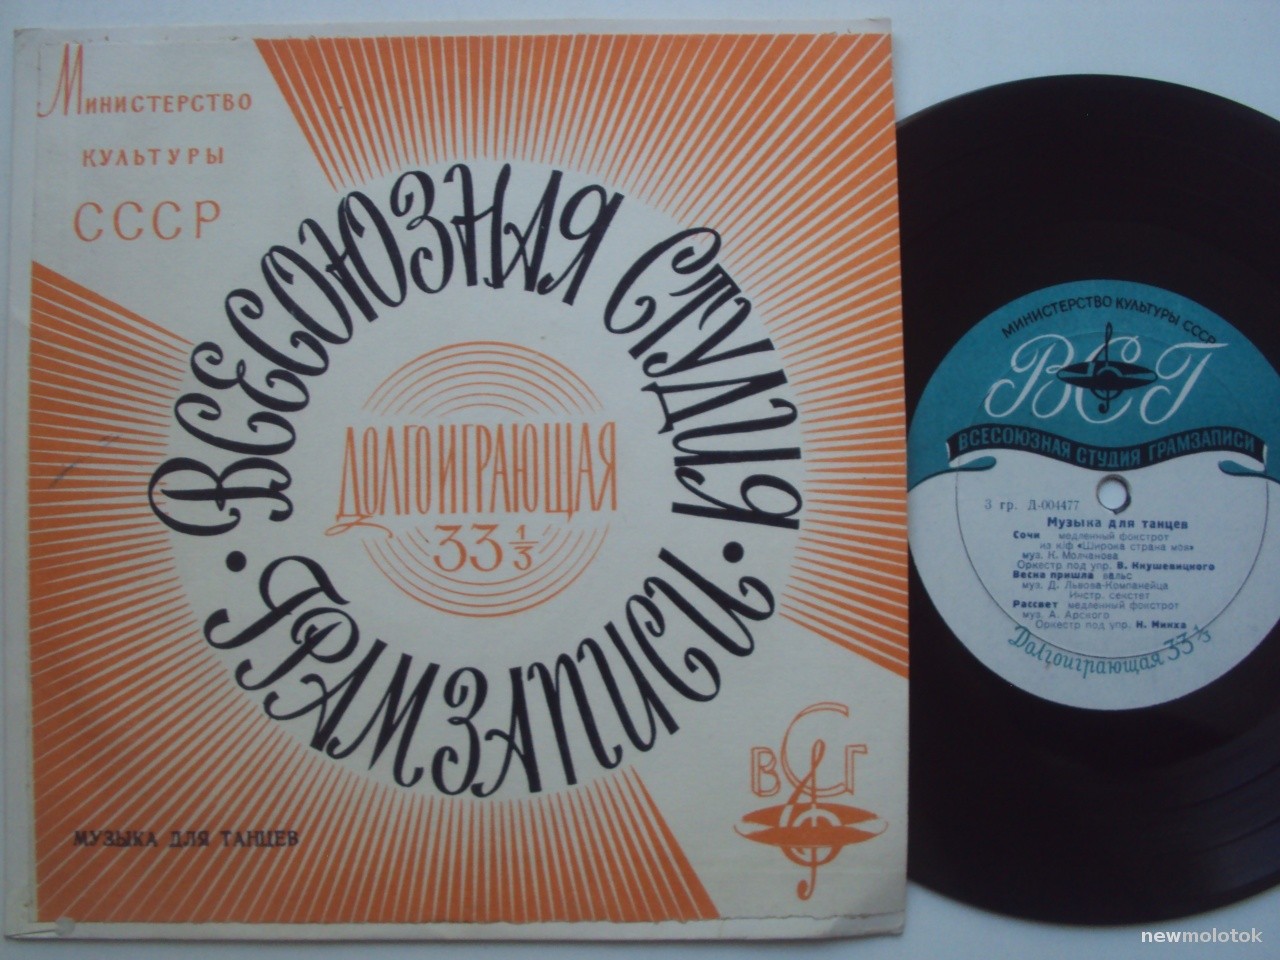 Министерство
культуры
СССР
ВСЕСОЮЗНАЯ СТУДИЯ
• ГРАМЗАПИСИ •
ДОЛГОИГРАЮЩАЯ
33 1/3
ВСГ
МУЗЫКА ДЛЯ ТАНЦЕВ
МИНИСТЕРСТВО КУЛЬТУРЫ СССР
ВСГ
ВСЕСОЮЗНАЯ СТУДИЯ ГРАМЗАПИСИ
3 гр. Д-004477
Музыка для танцев
Сочи медленный фокстрот
из к/ф «Широка страна моя»
муз. К. Молчанова
Оркестр под упр. В. Кнушевицкого
Весна пришла вальс
муз. Д. Львова-Компанейца
Инстр. секстет
Рассвет медленный фокстрот
муз. А. Арского
Оркестр под упр. Н. Минха
Долгоиграющая 33 1/3
newmolotok